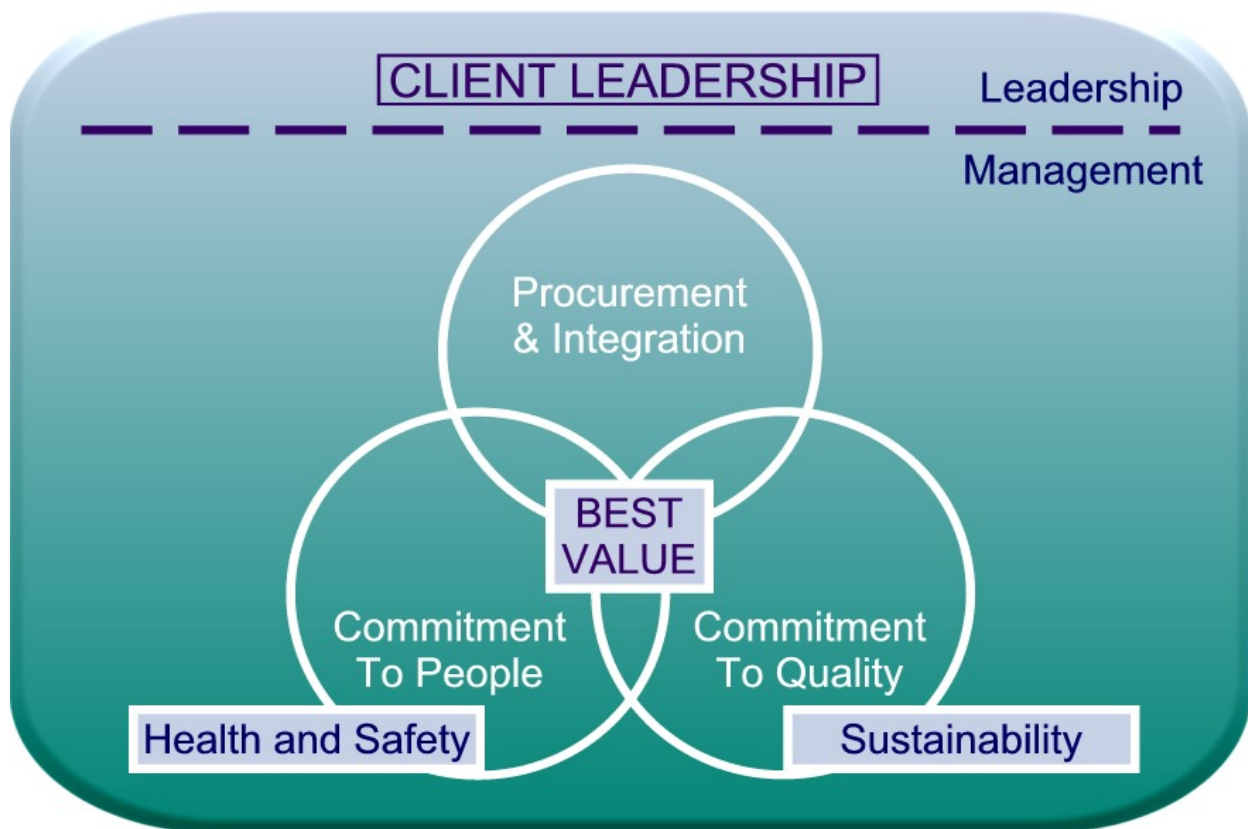 CLIENT LEADERSHIP
Leadership
Management
Procurement
& Integration
BEST
VALUE
Commitment
To People
Commitment
To Quality
Health and Safety
Sustainability